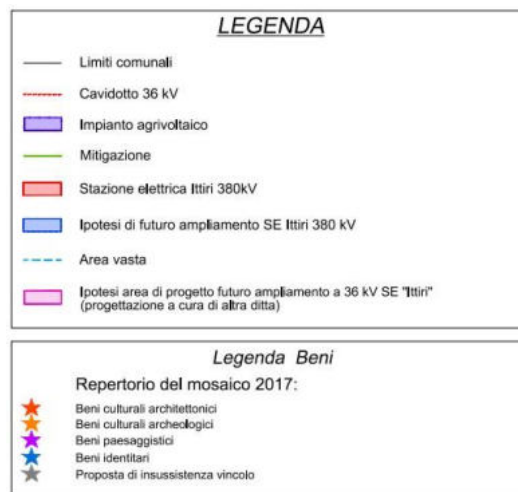 LEGENDA
Limiti comunali
Cavidotto 36 kV
Impianto agrivoltaico
Mitigazione
Stazione elettrica Ittiri 380kV
Ipotesi di futuro ampliamento SE Ittiri 380 kV
Area vasta
Ipotesi area di progetto futuro ampliamento a 36 kV SE "Ittiri"
(progettazione a cura di altra ditta)
Legenda Beni
Repertorio del mosaico 2017:
Beni culturali architettonici
Beni culturali archeologici
Beni paesaggistici
Beni identitari
Proposta di insussistenza vincolo